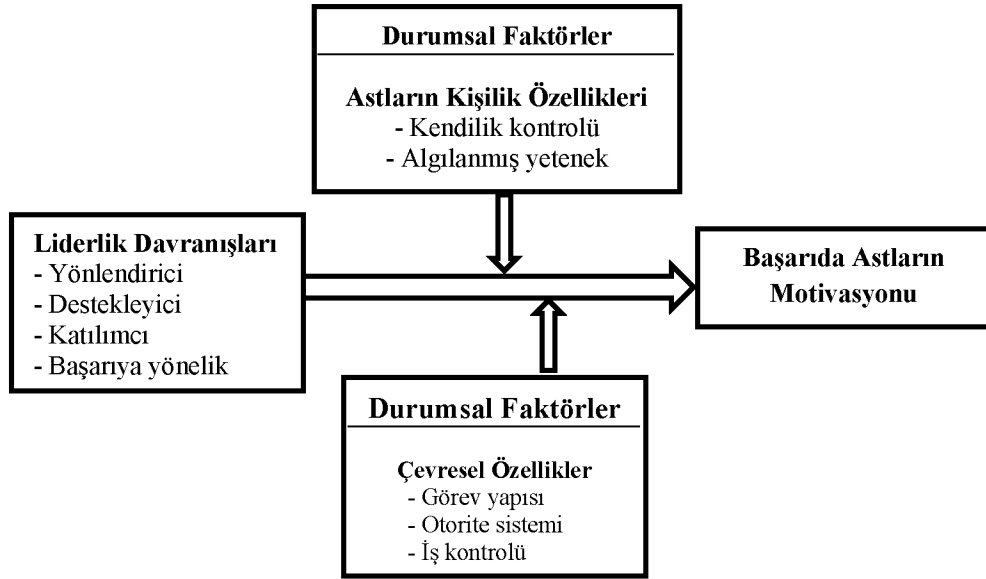 Durumsal Faktörler
Astların Kişilik Özellikleri
- Kendilik kontrolü
- Algılanmış yetenek
Liderlik Davranışları
- Yönlendirici
- Destekleyici
- Katılımcı
- Başarıya yönelik
Başarıda Astların
Motivasyonu
Durumsal Faktörler
Çevresel Özellikler
- Görev yapısı
- Otorite sistemi
- İş kontrolü